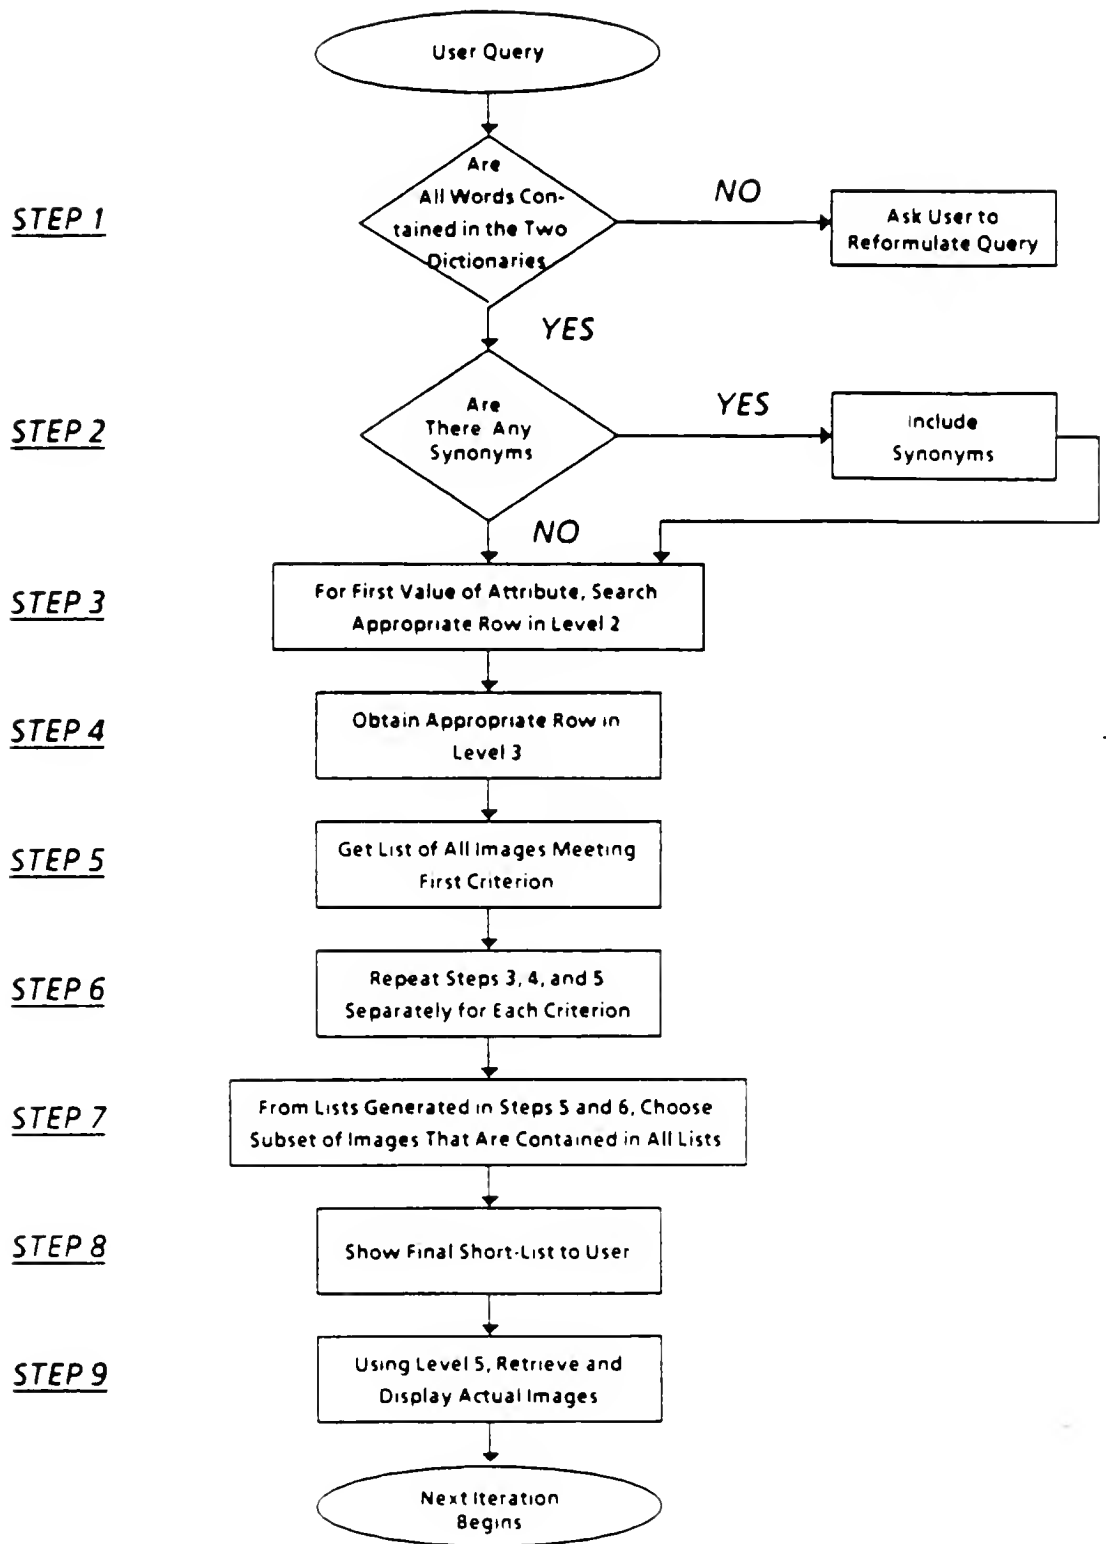 User Query
STEP 1
Are
All Words Con-
tained in the Two
Dictionaries
NO
Ask User to
Reformulate Query
YES
STEP 2
Are
There Any
Synonyms
YES
Include
Synonyms
NO
STEP 3
For First Value of Attribute, Search
Appropriate Row in Level 2
STEP 4
Obtain Appropriate Row in
Level 3
STEP 5
Get List of All Images Meeting
First Criterion
STEP 6
Repeat Steps 3, 4, and 5
Separately for Each Criterion
STEP 7
From Lists Generated in Steps 5 and 6, Choose
Subset of Images That Are Contained in All Lists
STEP 8
Show Final Short-List to User
STEP 9
Using Level 5, Retrieve and
Display Actual Images
Next Iteration
Begins